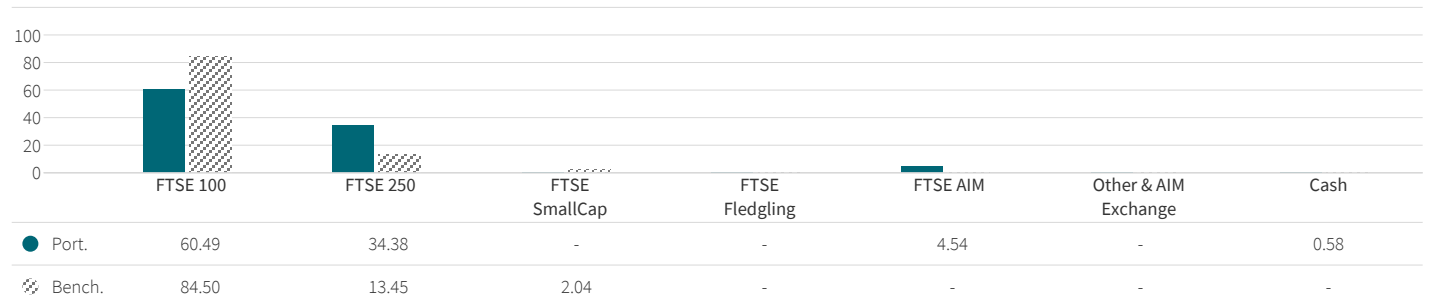 100
80
60
40
20
0
FTSE 100 FTSE 250 FTSE SmallCap FTSE Fledgling FTSE AIM Other & AIM Exchange Cash
Port. 60.49 34.38 - - 4.54 - 0.58
Bench. 84.50 13.45 2.04 - - - -